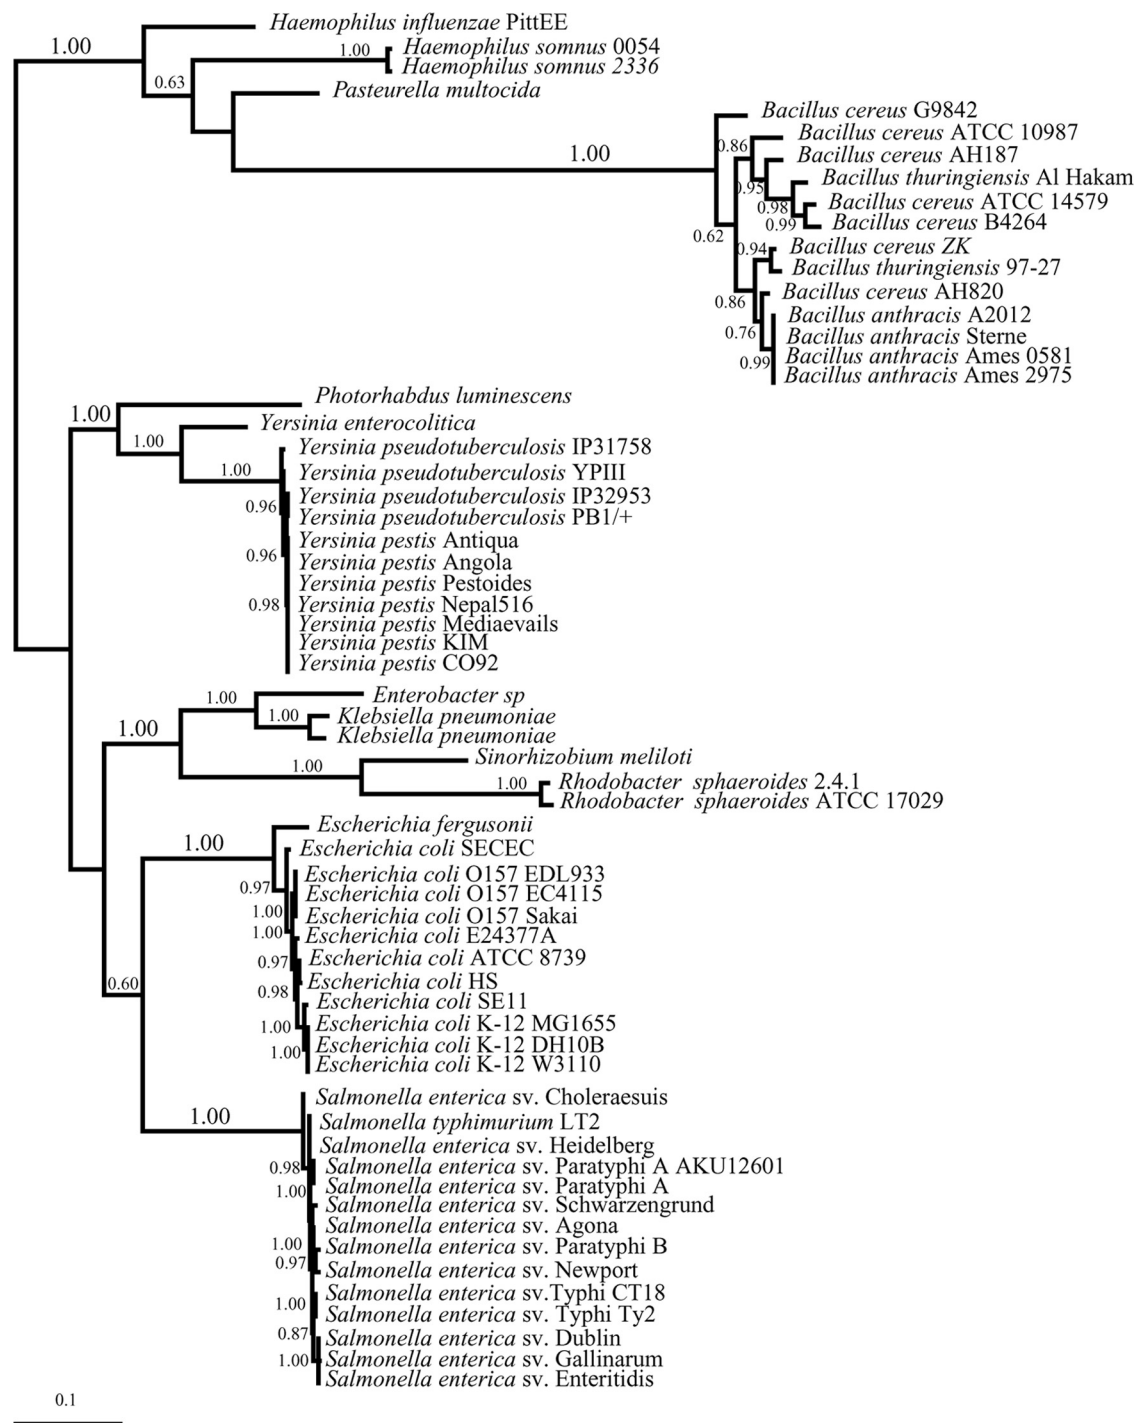 Haemophilus influenzae PittEE
1.00
1.00
Haemophilus somnus 0054
Haemophilus somnus 2336
0.63
Pasteurella multocida
Bacillus cereus G9842
Bacillus cereus ATCC 10987
0.86
1.00
Bacillus cereus AH187
Bacillus thuringiensis Al Hakam
0.95
Bacillus cereus ATCC 14579
0.98
Bacillus cereus B4264
0.99
0.62
Bacillus cereus ZK
0.94
Bacillus thuringiensis 97-27
Bacillus cereus AH820
0.86
Bacillus anthracis A2012
0.76
Bacillus anthracis Sterne
Bacillus anthracis Ames 0581
0.99
Bacillus anthracis Ames 2975
Photorhabdus luminescens
1.00
Yersinia enterocolitica
1.00
Yersinia pseudotuberculosis IP31758
1.00
Yersinia pseudotuberculosis YPIII
Yersinia pseudotuberculosis IP32953
0.96
Yersinia pseudotuberculosis PB1/+
Yersinia pestis Antiqua
0.96
Yersinia pestis Angola
Yersinia pestis Pestoides
0.98
Yersinia pestis Nepal516
Yersinia pestis Mediaevails
Yersinia pestis KIM
Yersinia pestis CO92
1.00
Enterobacter sp
1.00
Klebsiella pneumoniae
1.00
Klebsiella pneumoniae
Sinorhizobium meliloti
1.00
1.00
Rhodobacter sphaeroides 2.4.1
Rhodobacter sphaeroides ATCC 17029
Escherichia fergusonii
1.00
Escherichia coli SECEC
Escherichia coli O157 EDL933
0.97
Escherichia coli O157 EC4115
1.00
Escherichia coli O157 Sakai
1.00
Escherichia coli E24377A
0.97
Escherichia coli ATCC 8739
0.60
Escherichia coli HS
0.98
Escherichia coli SE11
1.00
Escherichia coli K-12 MG1655
Escherichia coli K-12 DH10B
1.00
Escherichia coli K-12 W3110
Salmonella enterica sv. Choleraesuis
1.00
Salmonella typhimurium LT2
Salmonella enterica sv. Heidelberg
0.98
Salmonella enterica sv. Paratyphi A AKU12601
1.00
Salmonella enterica sv. Paratyphi A
Salmonella enterica sv. Schwarzengrund
Salmonella enterica sv. Agona
1.00
Salmonella enterica sv. Paratyphi B
0.97
Salmonella enterica sv. Newport
Salmonella enterica sv.Typhi CT18
1.00
Salmonella enterica sv. Typhi Ty2
0.87
Salmonella enterica sv. Dublin
1.00
Salmonella enterica sv. Gallinarum
Salmonella enterica sv. Enteritidis
0.1